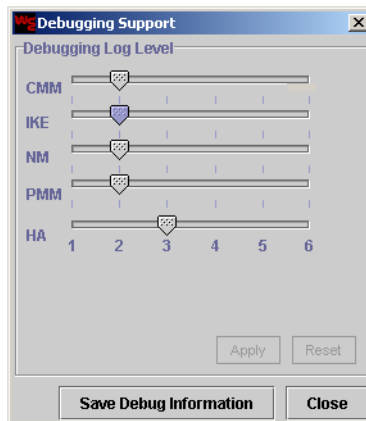 Debugging Support
Debugging Log Level
CMM
IKE
NM
PMM
HA
1 2 3 4 5 6
Apply Reset
Save Debug Information Close